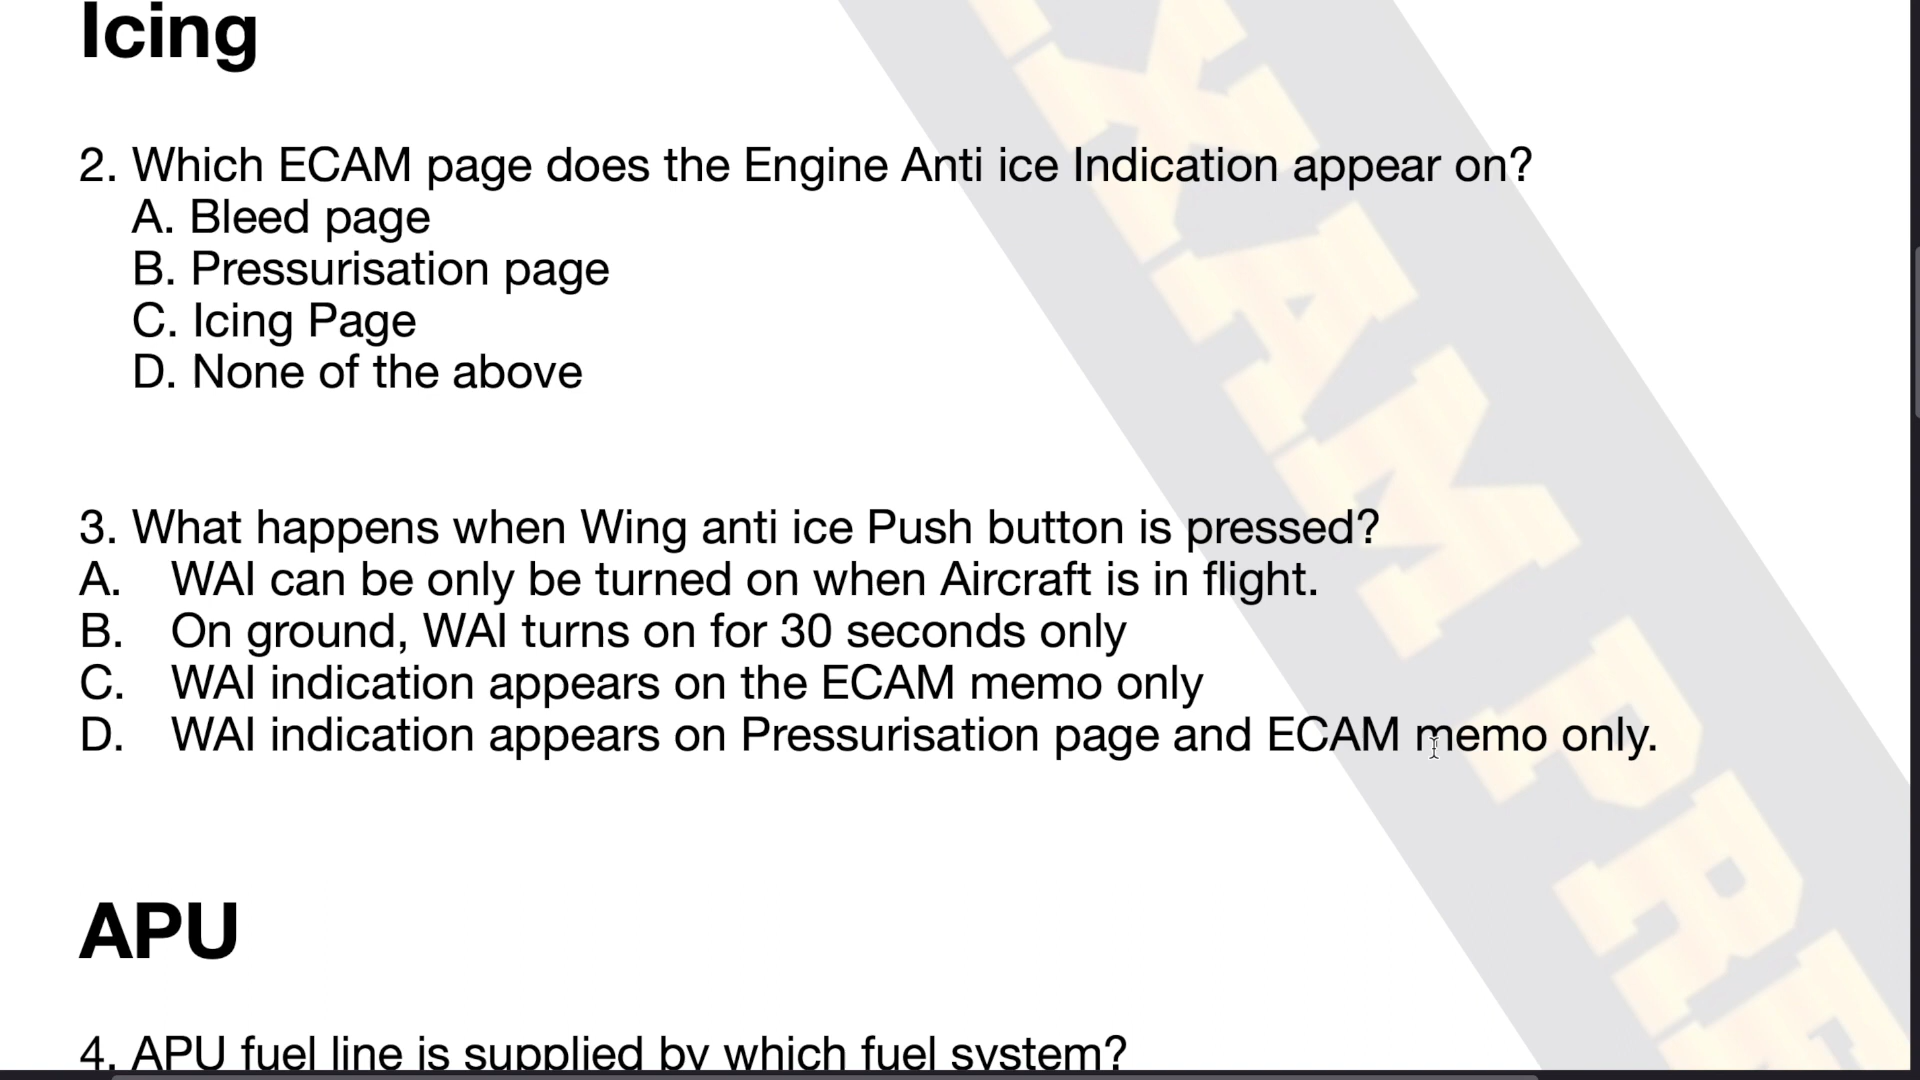 Icing
2. Which ECAM page does the Engine Anti ice Indication appear on?
A. Bleed page
B. Pressurisation page
C. Icing Page
D. None of the above
3. What happens when Wing anti ice Push button is pressed?
A. WAI can be only be turned on when Aircraft is in flight.
B. On ground, WAI turns on for 30 seconds only
C. WAI indication appears on the ECAM memo only
D. WAI indication appears on Pressurisation page and ECAM memo only.
APU
4. APU fuel line is supplied by which fuel system?